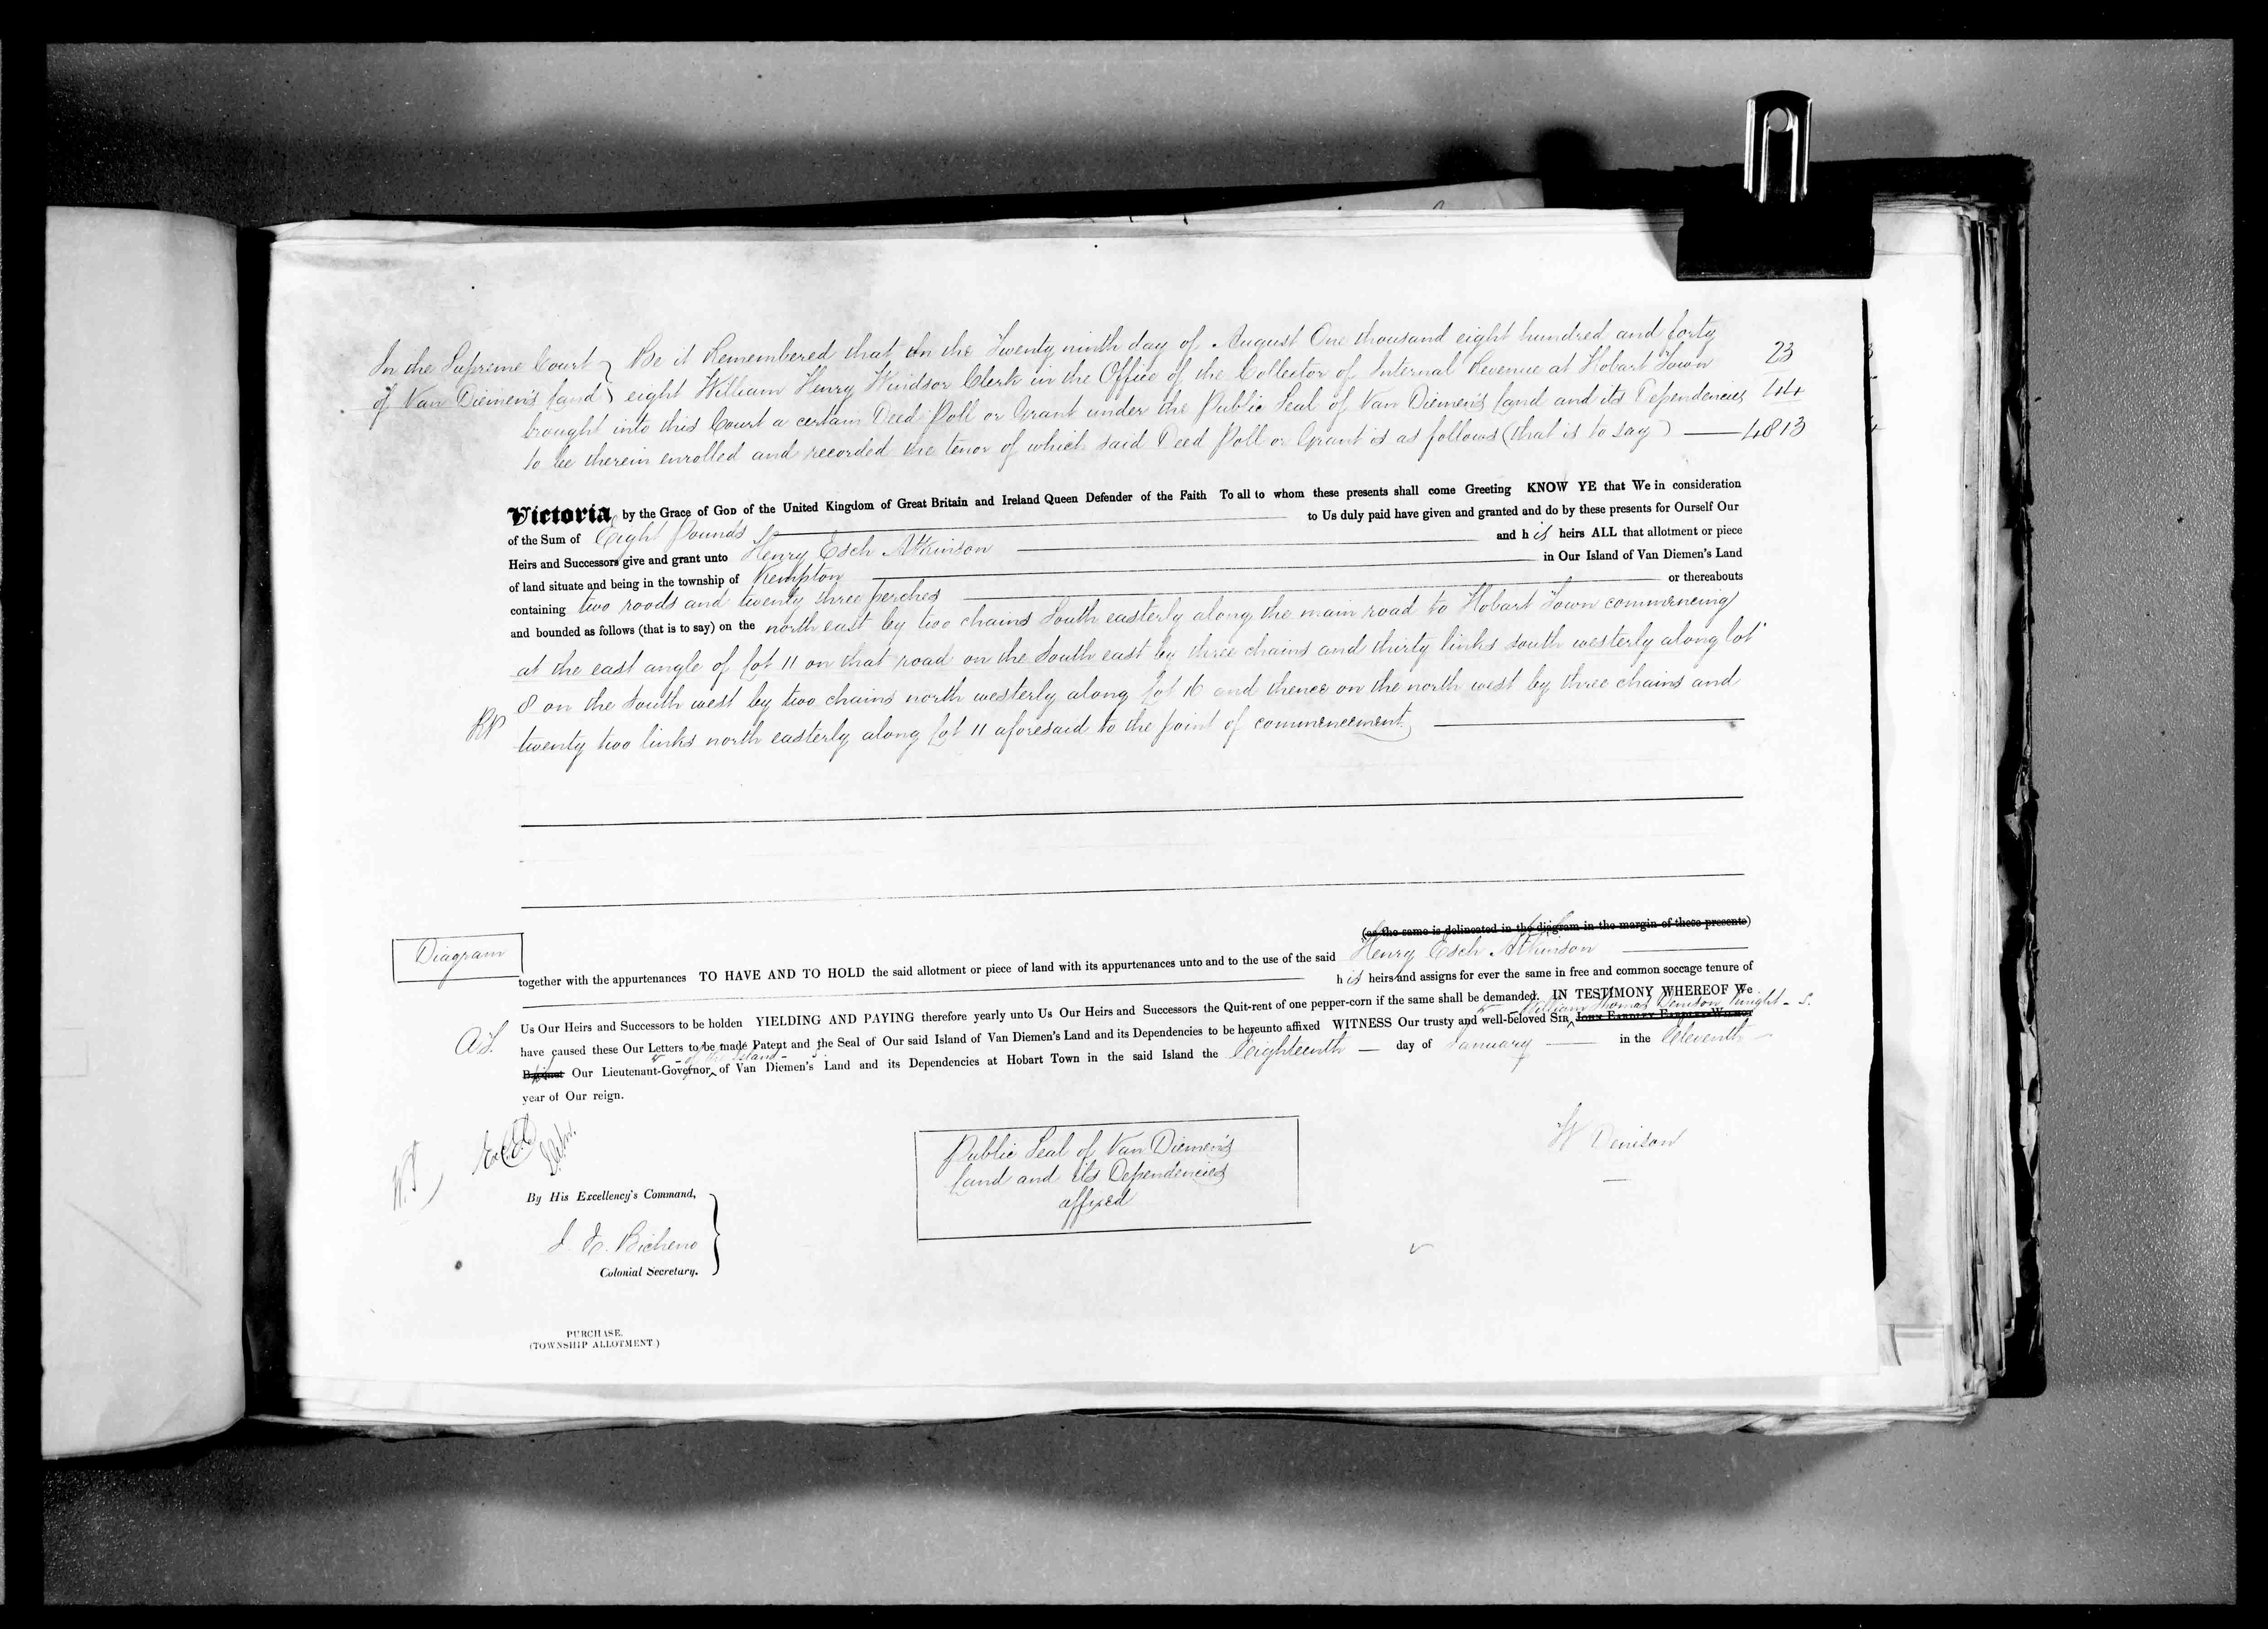 In the Supreme Court } Be it Remembered that on the Twenty ninth day of August One thousand eight hundred and forty
of Van Diemen's Land } eight William Henry Windsor Clerk in the Office of the Collector of Internal Revenue at Hobart Town
brought into this Court a certain Deed Poll or Grant under the Public Seal of Van Diemen's Land and its Dependencies
to be therein enrolled and recorded the tenor of which said Deed Poll or Grant is as follows (that is to say)
23
44
4813
Victoria, by the Grace of God of the United Kingdom of Great Britain and Ireland Queen Defender of the Faith To all to whom these presents shall come Greeting KNOW YE that We in consideration
of the Sum of Eight Pounds to Us duly paid have given and granted and do by these presents for Ourself Our
Heirs and Successors give and grant unto Henry Esch Atkinson and his heirs ALL that allotment or piece
of land situate and being in the township of Kempton in Our Island of Van Diemen's Land
containing two roods and twenty three perches or thereabouts
and bounded as follows (that is to say) on the north east by two chains South easterly along the main road to Hobart Town commencing
at the east angle of Lot 11 on that road on the South east by three chains and thirty links south westerly along lot
8 on the South west by two chains north westerly along Lot 16 and thence on the north west by three chains and
twenty two links north easterly along Lot 11 aforesaid to the point of commencement
(as the same is delineated in the diagram in the margin of these presents)
Diagram
together with the appurtenances TO HAVE AND TO HOLD the said allotment or piece of land with its appurtenances unto and to the use of the said Henry Esch Atkinson
his heirs and assigns for ever the same in free and common soccage tenure of
Us Our Heirs and Successors to be holden YIELDING AND PAYING therefore yearly unto Us Our Heirs and Successors the Quit-rent of one pepper-corn if the same shall be demanded. IN TESTIMONY WHEREOF We
William Thomas Denison Knight
have caused these Our Letters to be made Patent and the Seal of Our said Island of Van Diemen's Land and its Dependencies to be hereunto affixed WITNESS Our trusty and well-beloved Sir John Eardley Eardley Wilmot
of the Island
Baronet Our Lieutenant-Governor of Van Diemen's Land and its Dependencies at Hobart Town in the said Island the Eighteenth day of January in the Eleventh
year of Our reign.
W Denison
Public Seal of Van Diemen's
Land and its Dependencies
affixed
By His Excellency's Command,
J E. Bicheno
Colonial Secretary.
PURCHASE.
(TOWNSHIP ALLOTMENT.)